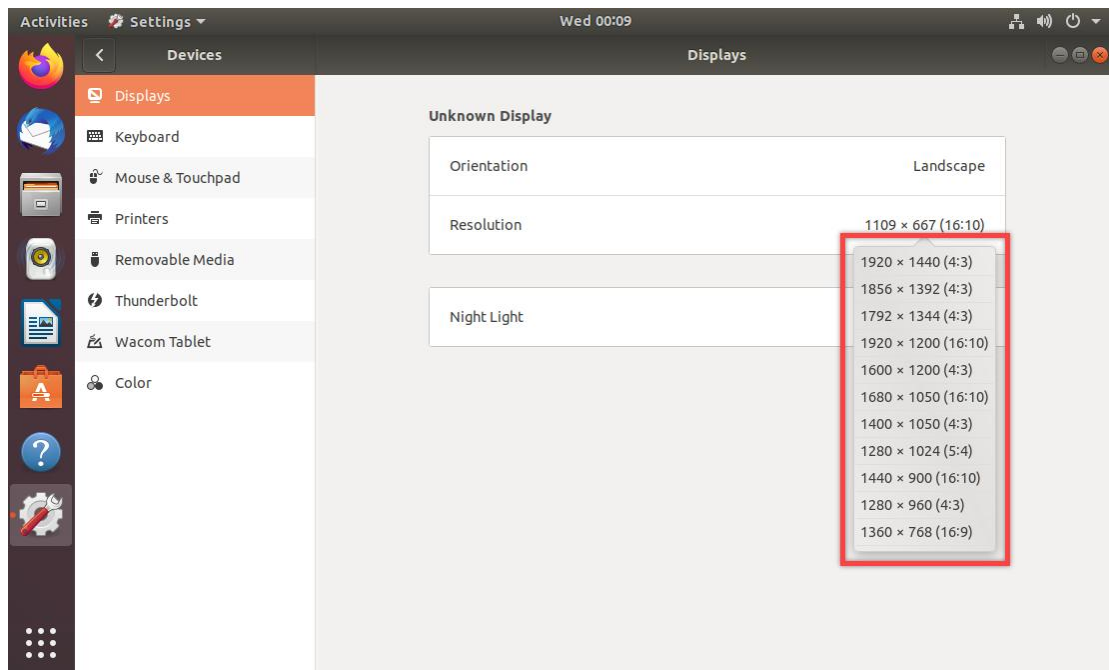 Activities Settings Wed 00:09
Devices Displays
Displays
Keyboard
Mouse & Touchpad
Printers
Removable Media
Thunderbolt
Wacom Tablet
Color
Unknown Display
Orientation Landscape
Resolution 1109 × 667 (16:10)
1920 × 1440 (4:3)
1856 × 1392 (4:3)
1792 × 1344 (4:3)
1920 × 1200 (16:10)
1600 × 1200 (4:3)
1680 × 1050 (16:10)
1400 × 1050 (4:3)
1280 × 1024 (5:4)
1440 × 900 (16:10)
1280 × 960 (4:3)
1360 × 768 (16:9)
Night Light